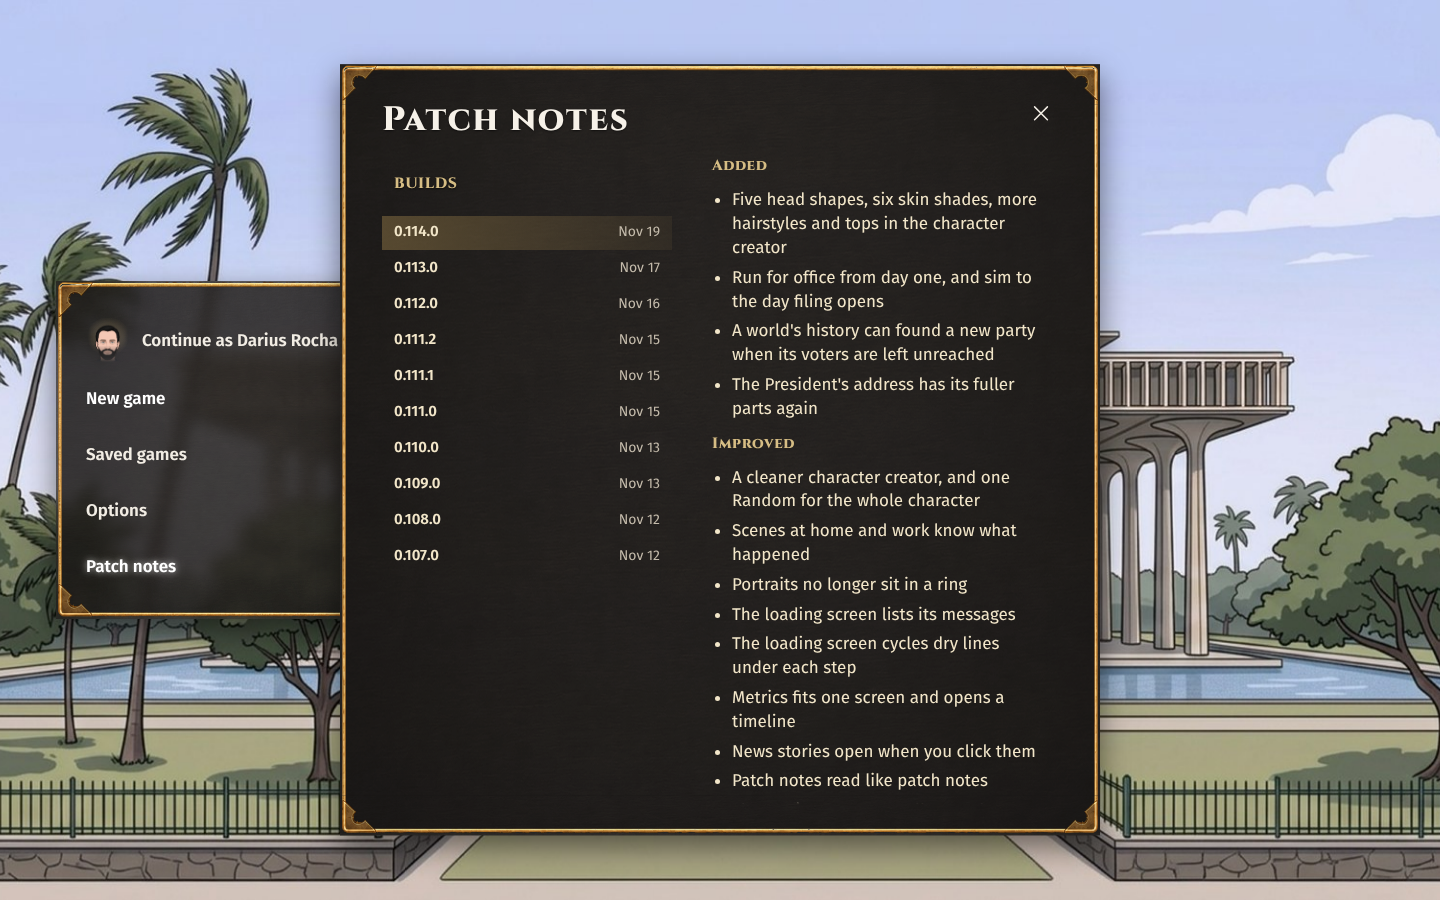 Patch notes
Builds
0.114.0 Nov 19
0.113.0 Nov 17
0.112.0 Nov 16
0.111.2 Nov 15
0.111.1 Nov 15
0.111.0 Nov 15
0.110.0 Nov 13
0.109.0 Nov 13
0.108.0 Nov 12
0.107.0 Nov 12
Added
• Five head shapes, six skin shades, more
hairstyles and tops in the character
creator
• Run for office from day one, and sim to
the day filing opens
• A world's history can found a new party
when its voters are left unreached
• The President's address has its fuller
parts again
Improved
• A cleaner character creator, and one
Random for the whole character
• Scenes at home and work know what
happened
• Portraits no longer sit in a ring
• The loading screen lists its messages
• The loading screen cycles dry lines
under each step
• Metrics fits one screen and opens a
timeline
• News stories open when you click them
• Patch notes read like patch notes
Continue as Darius Rocha
New game
Saved games
Options
Patch notes